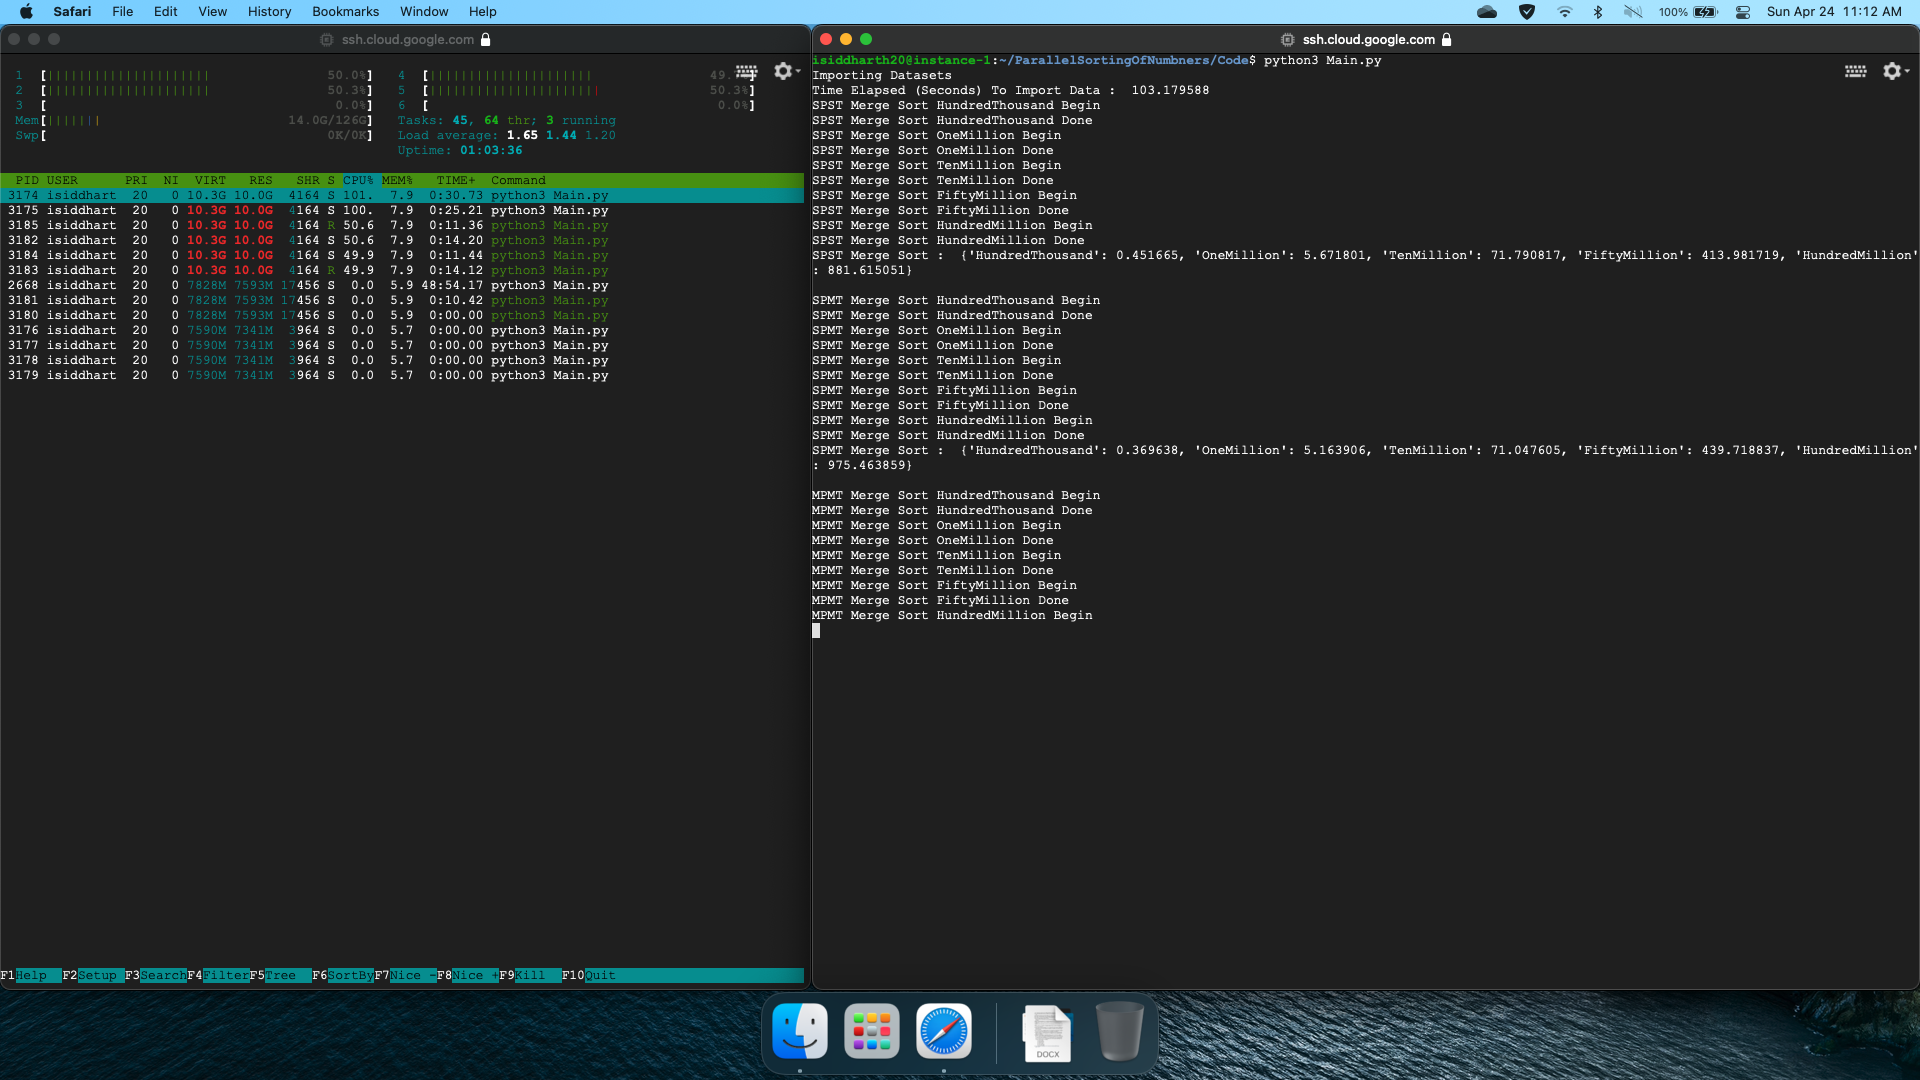 Safari File Edit View History Bookmarks Window Help 100% Sun Apr 24 11:12 AM
ssh.cloud.google.com
1 [||||||||||||||||||||| 50.0%] 4 [||||||||||||||||||||| 49.
2 [||||||||||||||||||||| 50.3%] 5 [|||||||||||||||||||||| 50.3%]
3 [ 0.0%] 6 [ 0.0%]
Mem[||||||| 14.0G/126G] Tasks: 45, 64 thr; 3 running
Swp[ 0K/0K] Load average: 1.65 1.44 1.20
Uptime: 01:03:36
PID USER PRI NI VIRT RES SHR S CPU% MEM% TIME+ Command
3174 isiddhart 20 0 10.3G 10.0G 4164 S 101. 7.9 0:30.73 python3 Main.py
3175 isiddhart 20 0 10.3G 10.0G 4164 S 100. 7.9 0:25.21 python3 Main.py
3185 isiddhart 20 0 10.3G 10.0G 4164 R 50.6 7.9 0:11.36 python3 Main.py
3182 isiddhart 20 0 10.3G 10.0G 4164 S 50.6 7.9 0:14.20 python3 Main.py
3184 isiddhart 20 0 10.3G 10.0G 4164 S 49.9 7.9 0:11.44 python3 Main.py
3183 isiddhart 20 0 10.3G 10.0G 4164 R 49.9 7.9 0:14.12 python3 Main.py
2668 isiddhart 20 0 7828M 7593M 17456 S 0.0 5.9 48:54.17 python3 Main.py
3181 isiddhart 20 0 7828M 7593M 17456 S 0.0 5.9 0:10.42 python3 Main.py
3180 isiddhart 20 0 7828M 7593M 17456 S 0.0 5.9 0:00.00 python3 Main.py
3176 isiddhart 20 0 7590M 7341M 3964 S 0.0 5.7 0:00.00 python3 Main.py
3177 isiddhart 20 0 7590M 7341M 3964 S 0.0 5.7 0:00.00 python3 Main.py
3178 isiddhart 20 0 7590M 7341M 3964 S 0.0 5.7 0:00.00 python3 Main.py
3179 isiddhart 20 0 7590M 7341M 3964 S 0.0 5.7 0:00.00 python3 Main.py
F1Help F2Setup F3SearchF4FilterF5Tree F6SortByF7Nice -F8Nice +F9Kill F10Quit
ssh.cloud.google.com
isiddharth20@instance-1:~/ParallelSortingOfNumbners/Code$ python3 Main.py
Importing Datasets
Time Elapsed (Seconds) To Import Data : 103.179588
SPST Merge Sort HundredThousand Begin
SPST Merge Sort HundredThousand Done
SPST Merge Sort OneMillion Begin
SPST Merge Sort OneMillion Done
SPST Merge Sort TenMillion Begin
SPST Merge Sort TenMillion Done
SPST Merge Sort FiftyMillion Begin
SPST Merge Sort FiftyMillion Done
SPST Merge Sort HundredMillion Begin
SPST Merge Sort HundredMillion Done
SPST Merge Sort : {'HundredThousand': 0.451665, 'OneMillion': 5.671801, 'TenMillion': 71.790817, 'FiftyMillion': 413.981719, 'HundredMillion'
: 881.615051}
SPMT Merge Sort HundredThousand Begin
SPMT Merge Sort HundredThousand Done
SPMT Merge Sort OneMillion Begin
SPMT Merge Sort OneMillion Done
SPMT Merge Sort TenMillion Begin
SPMT Merge Sort TenMillion Done
SPMT Merge Sort FiftyMillion Begin
SPMT Merge Sort FiftyMillion Done
SPMT Merge Sort HundredMillion Begin
SPMT Merge Sort HundredMillion Done
SPMT Merge Sort : {'HundredThousand': 0.369638, 'OneMillion': 5.163906, 'TenMillion': 71.047605, 'FiftyMillion': 439.718837, 'HundredMillion'
: 975.463859}
MPMT Merge Sort HundredThousand Begin
MPMT Merge Sort HundredThousand Done
MPMT Merge Sort OneMillion Begin
MPMT Merge Sort OneMillion Done
MPMT Merge Sort TenMillion Begin
MPMT Merge Sort TenMillion Done
MPMT Merge Sort FiftyMillion Begin
MPMT Merge Sort FiftyMillion Done
MPMT Merge Sort HundredMillion Begin
DOCX